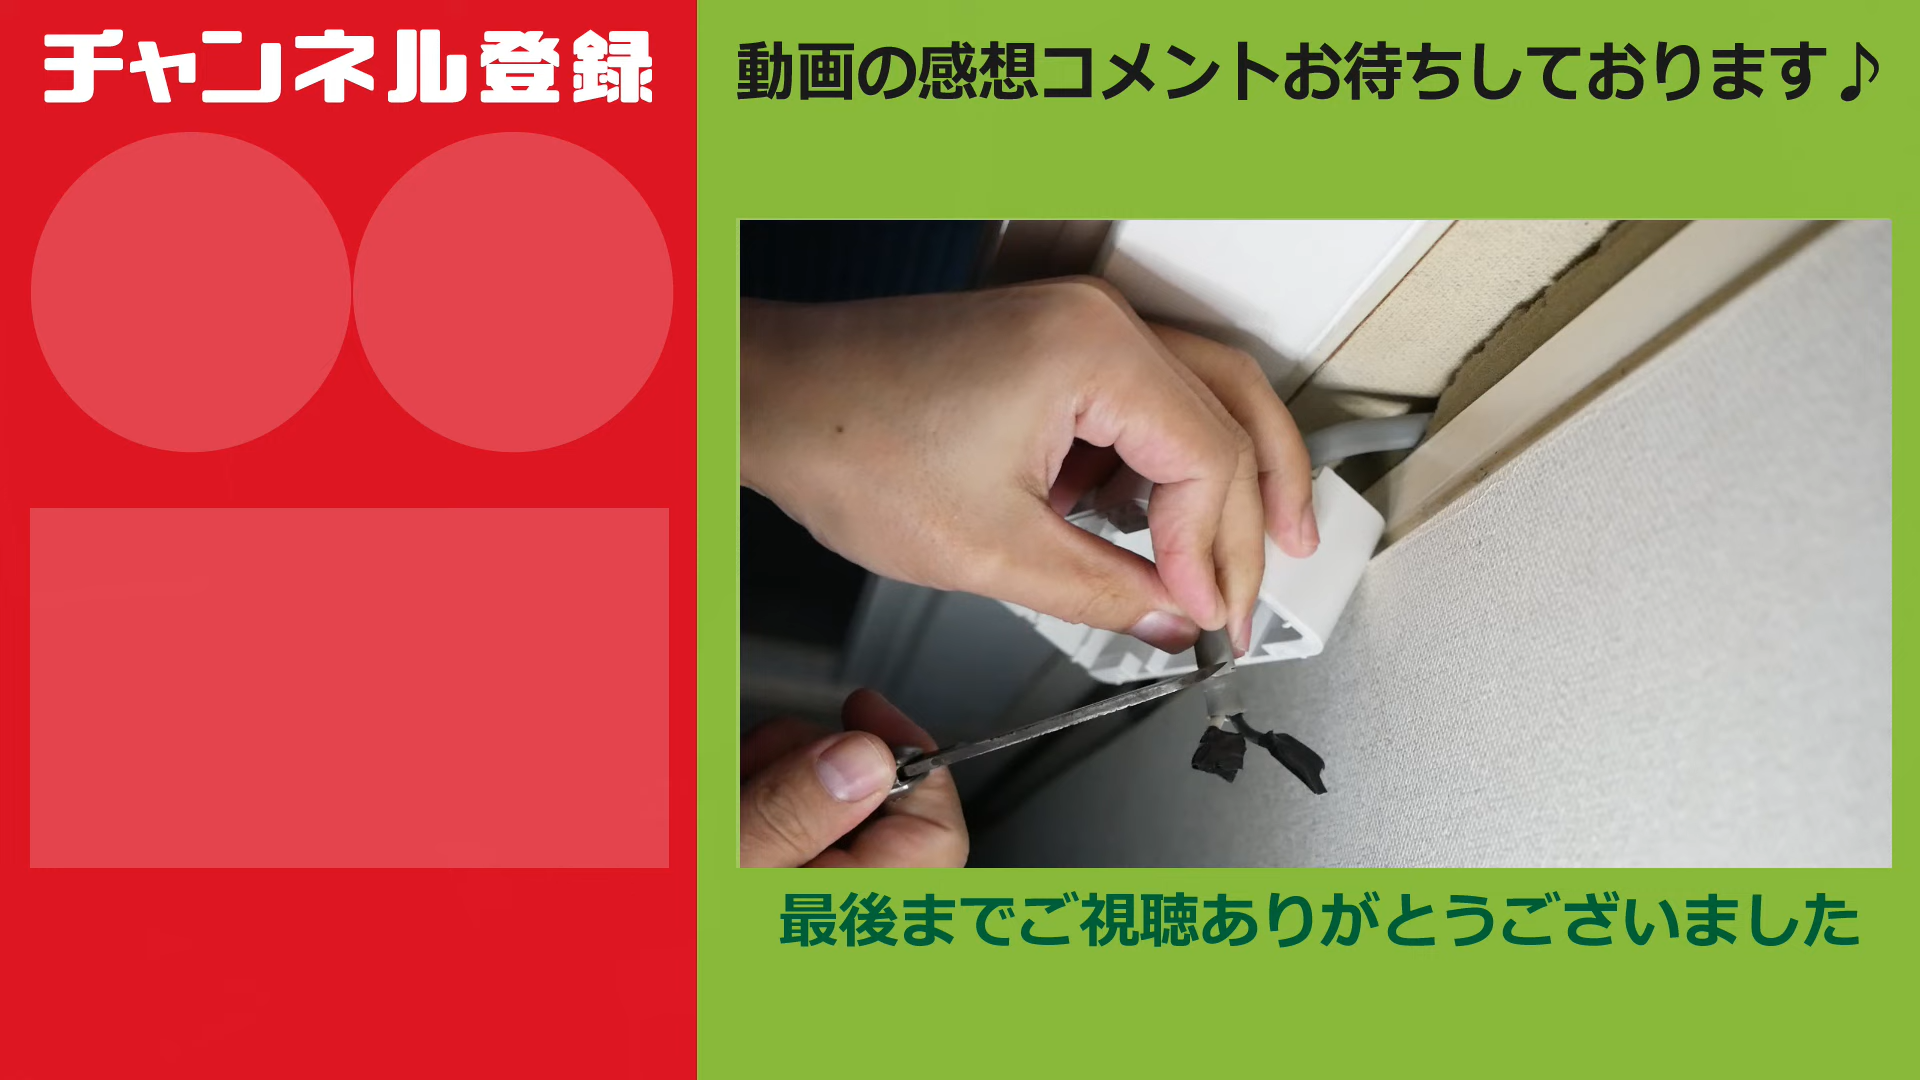 チャンネル登録
動画の感想コメントお待ちしております♪
最後までご視聴ありがとうございました